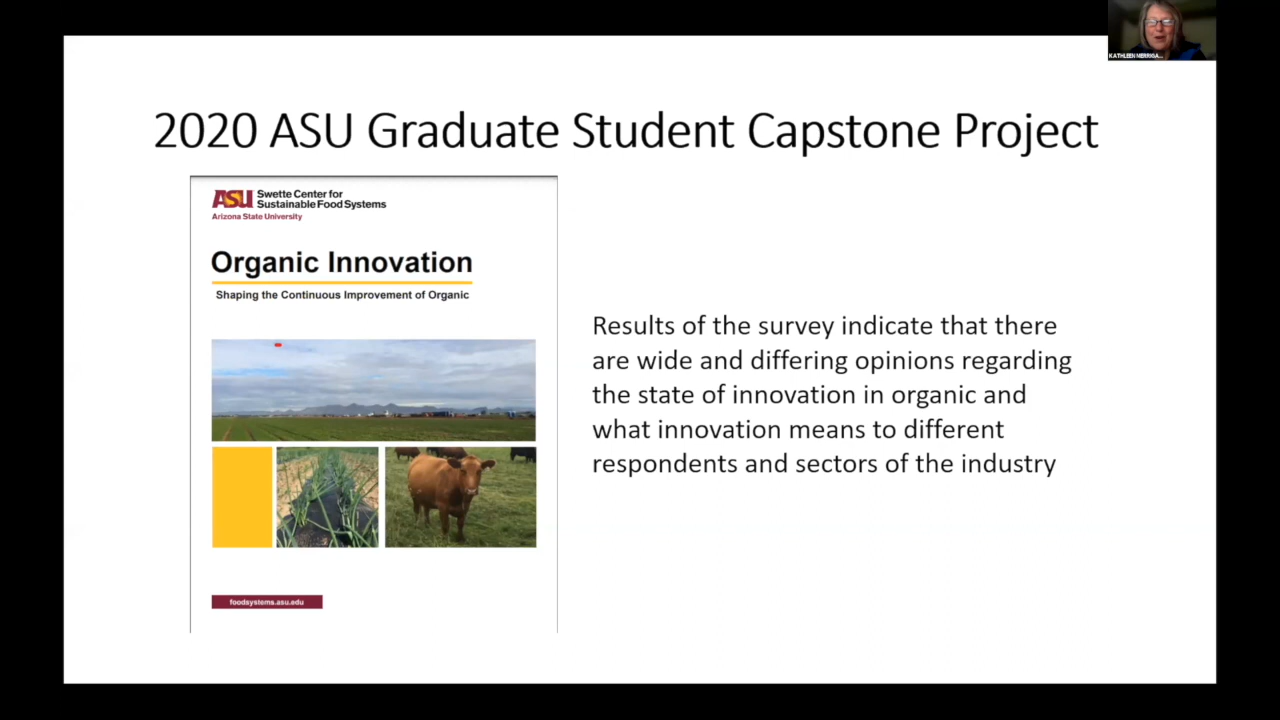 KATHLEEN MERRIGA...
2020 ASU Graduate Student Capstone Project
ASU Swette Center for
Sustainable Food Systems
Arizona State University
Organic Innovation
Shaping the Continuous Improvement of Organic
foodsystems.asu.edu
Results of the survey indicate that there
are wide and differing opinions regarding
the state of innovation in organic and
what innovation means to different
respondents and sectors of the industry